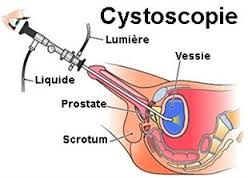 Cystoscopie
Lumière
Vessie
Liquide
Prostate
Scrotum